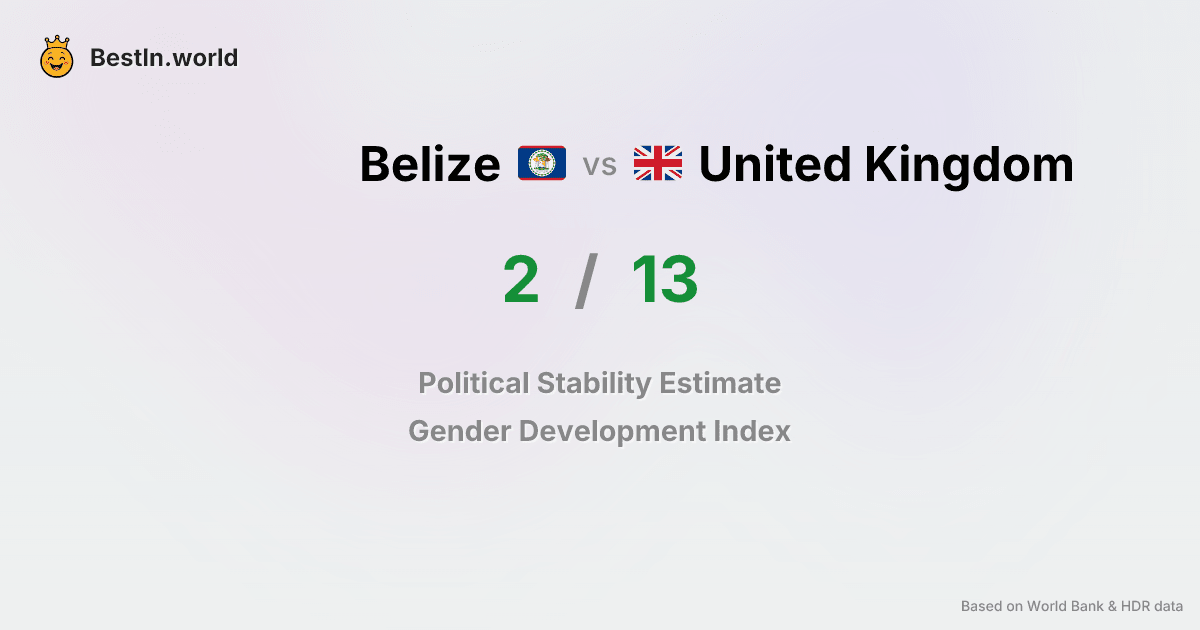 BestIn.world
Belize vs United Kingdom
2 / 13
Political Stability Estimate
Gender Development Index
Based on World Bank & HDR data